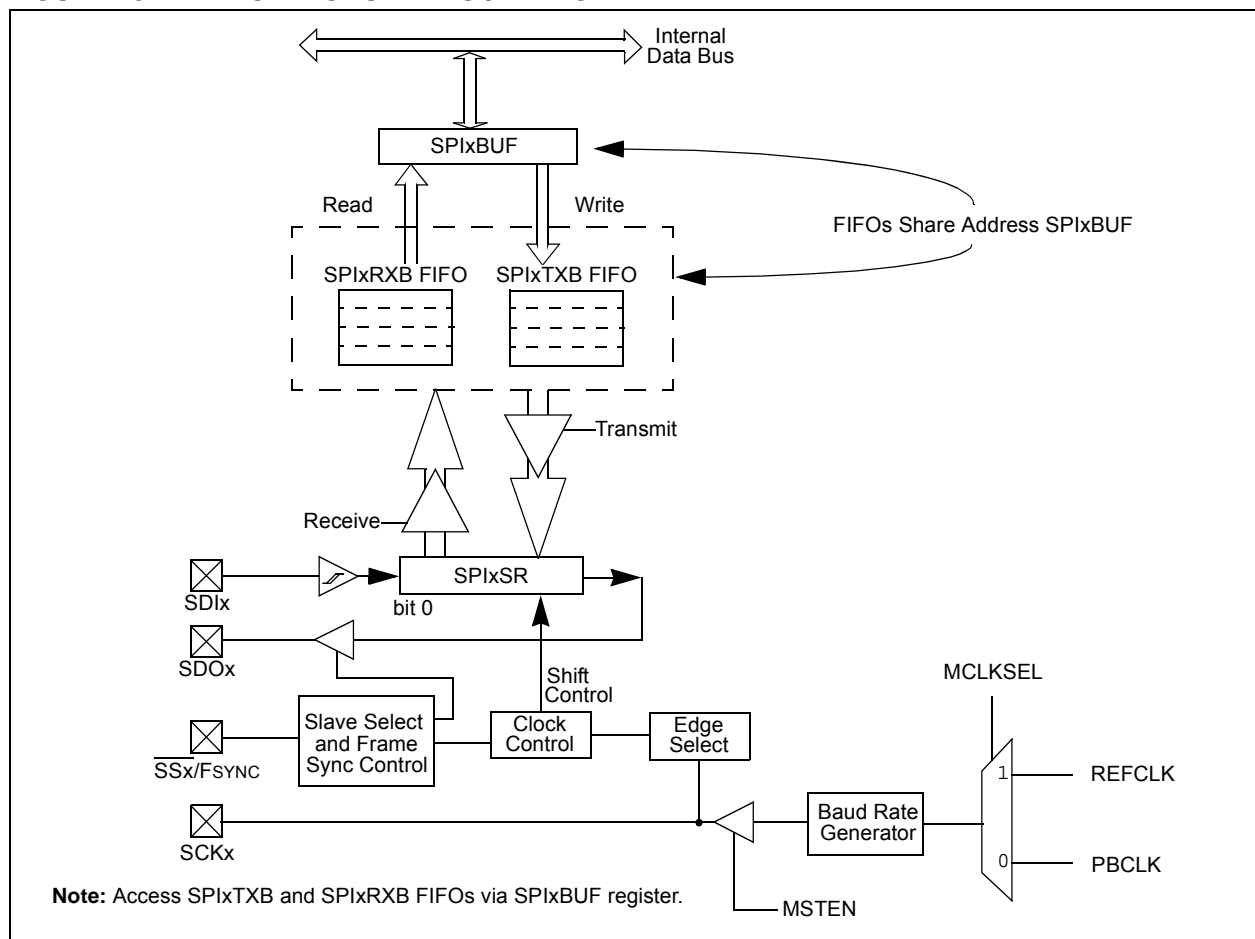 Internal
Data Bus
SPIxBUF
Read
Write
FIFOs Share Address SPIxBUF
SPIxRXB FIFO
SPIxTXB FIFO
Transmit
Receive
SPIxSR
SDIx
bit 0
SDOx
Shift
Control
MCLKSEL
Slave Select
and Frame
Sync Control
Clock
Control
Edge
Select
SSx/FSYNC
1
REFCLK
Baud Rate
Generator
SCKx
0
PBCLK
Note: Access SPIxTXB and SPIxRXB FIFOs via SPIxBUF register.
MSTEN